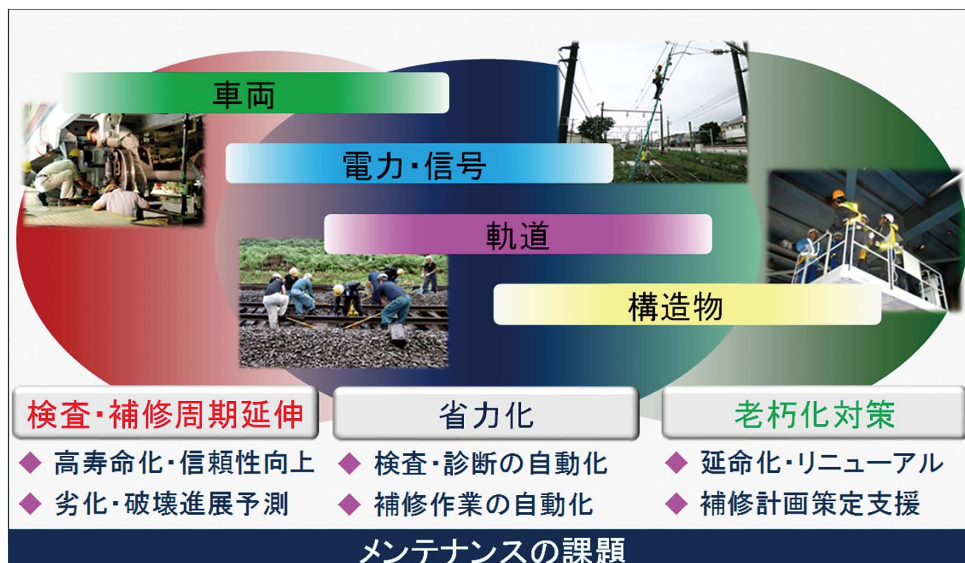 車両
電力・信号
軌道
構造物
検査・補修周期延伸
◆ 高寿命化・信頼性向上
◆ 劣化・破壊進展予測
省力化
◆ 検査・診断の自動化
◆ 補修作業の自動化
老朽化対策
◆ 延命化・リニューアル
◆ 補修計画策定支援
メンテナンスの課題